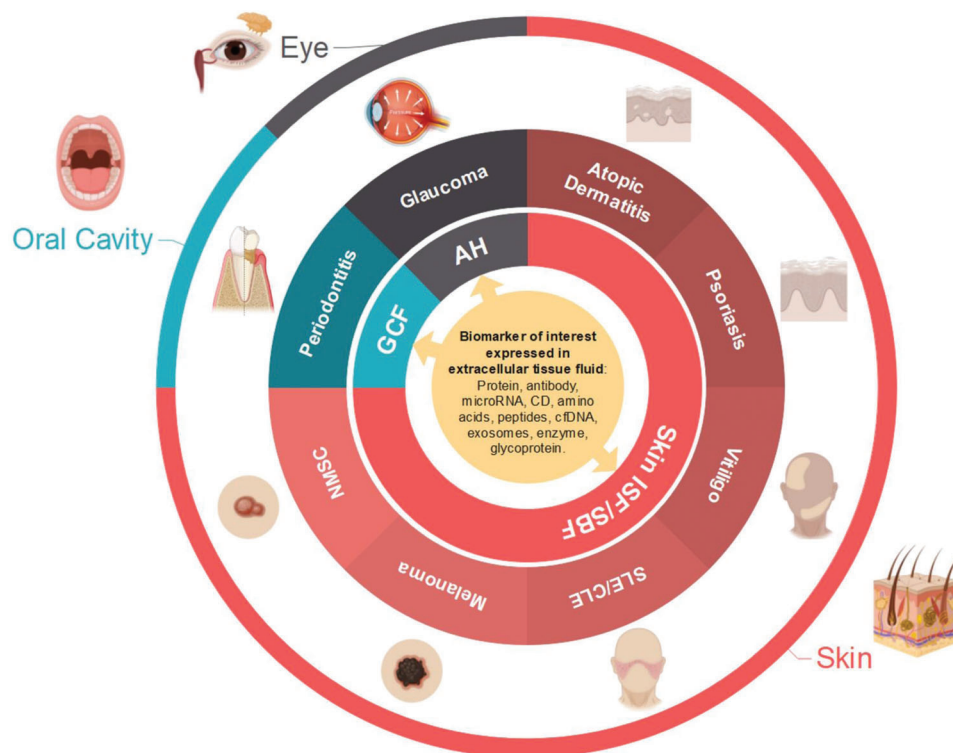 Eye
Oral Cavity
Skin
Glaucoma
Atopic
Dermatitis
Psoriasis
Vitiligo
SLE/CLE
Melanoma
NMSC
Periodontitis
AH
GCF
Skin ISF/SBF
Biomarker of interest
expressed in
extracellular tissue fluid:
Protein, antibody,
microRNA, CD, amino
acids, peptides, cfDNA,
exosomes, enzyme,
glycoprotein.